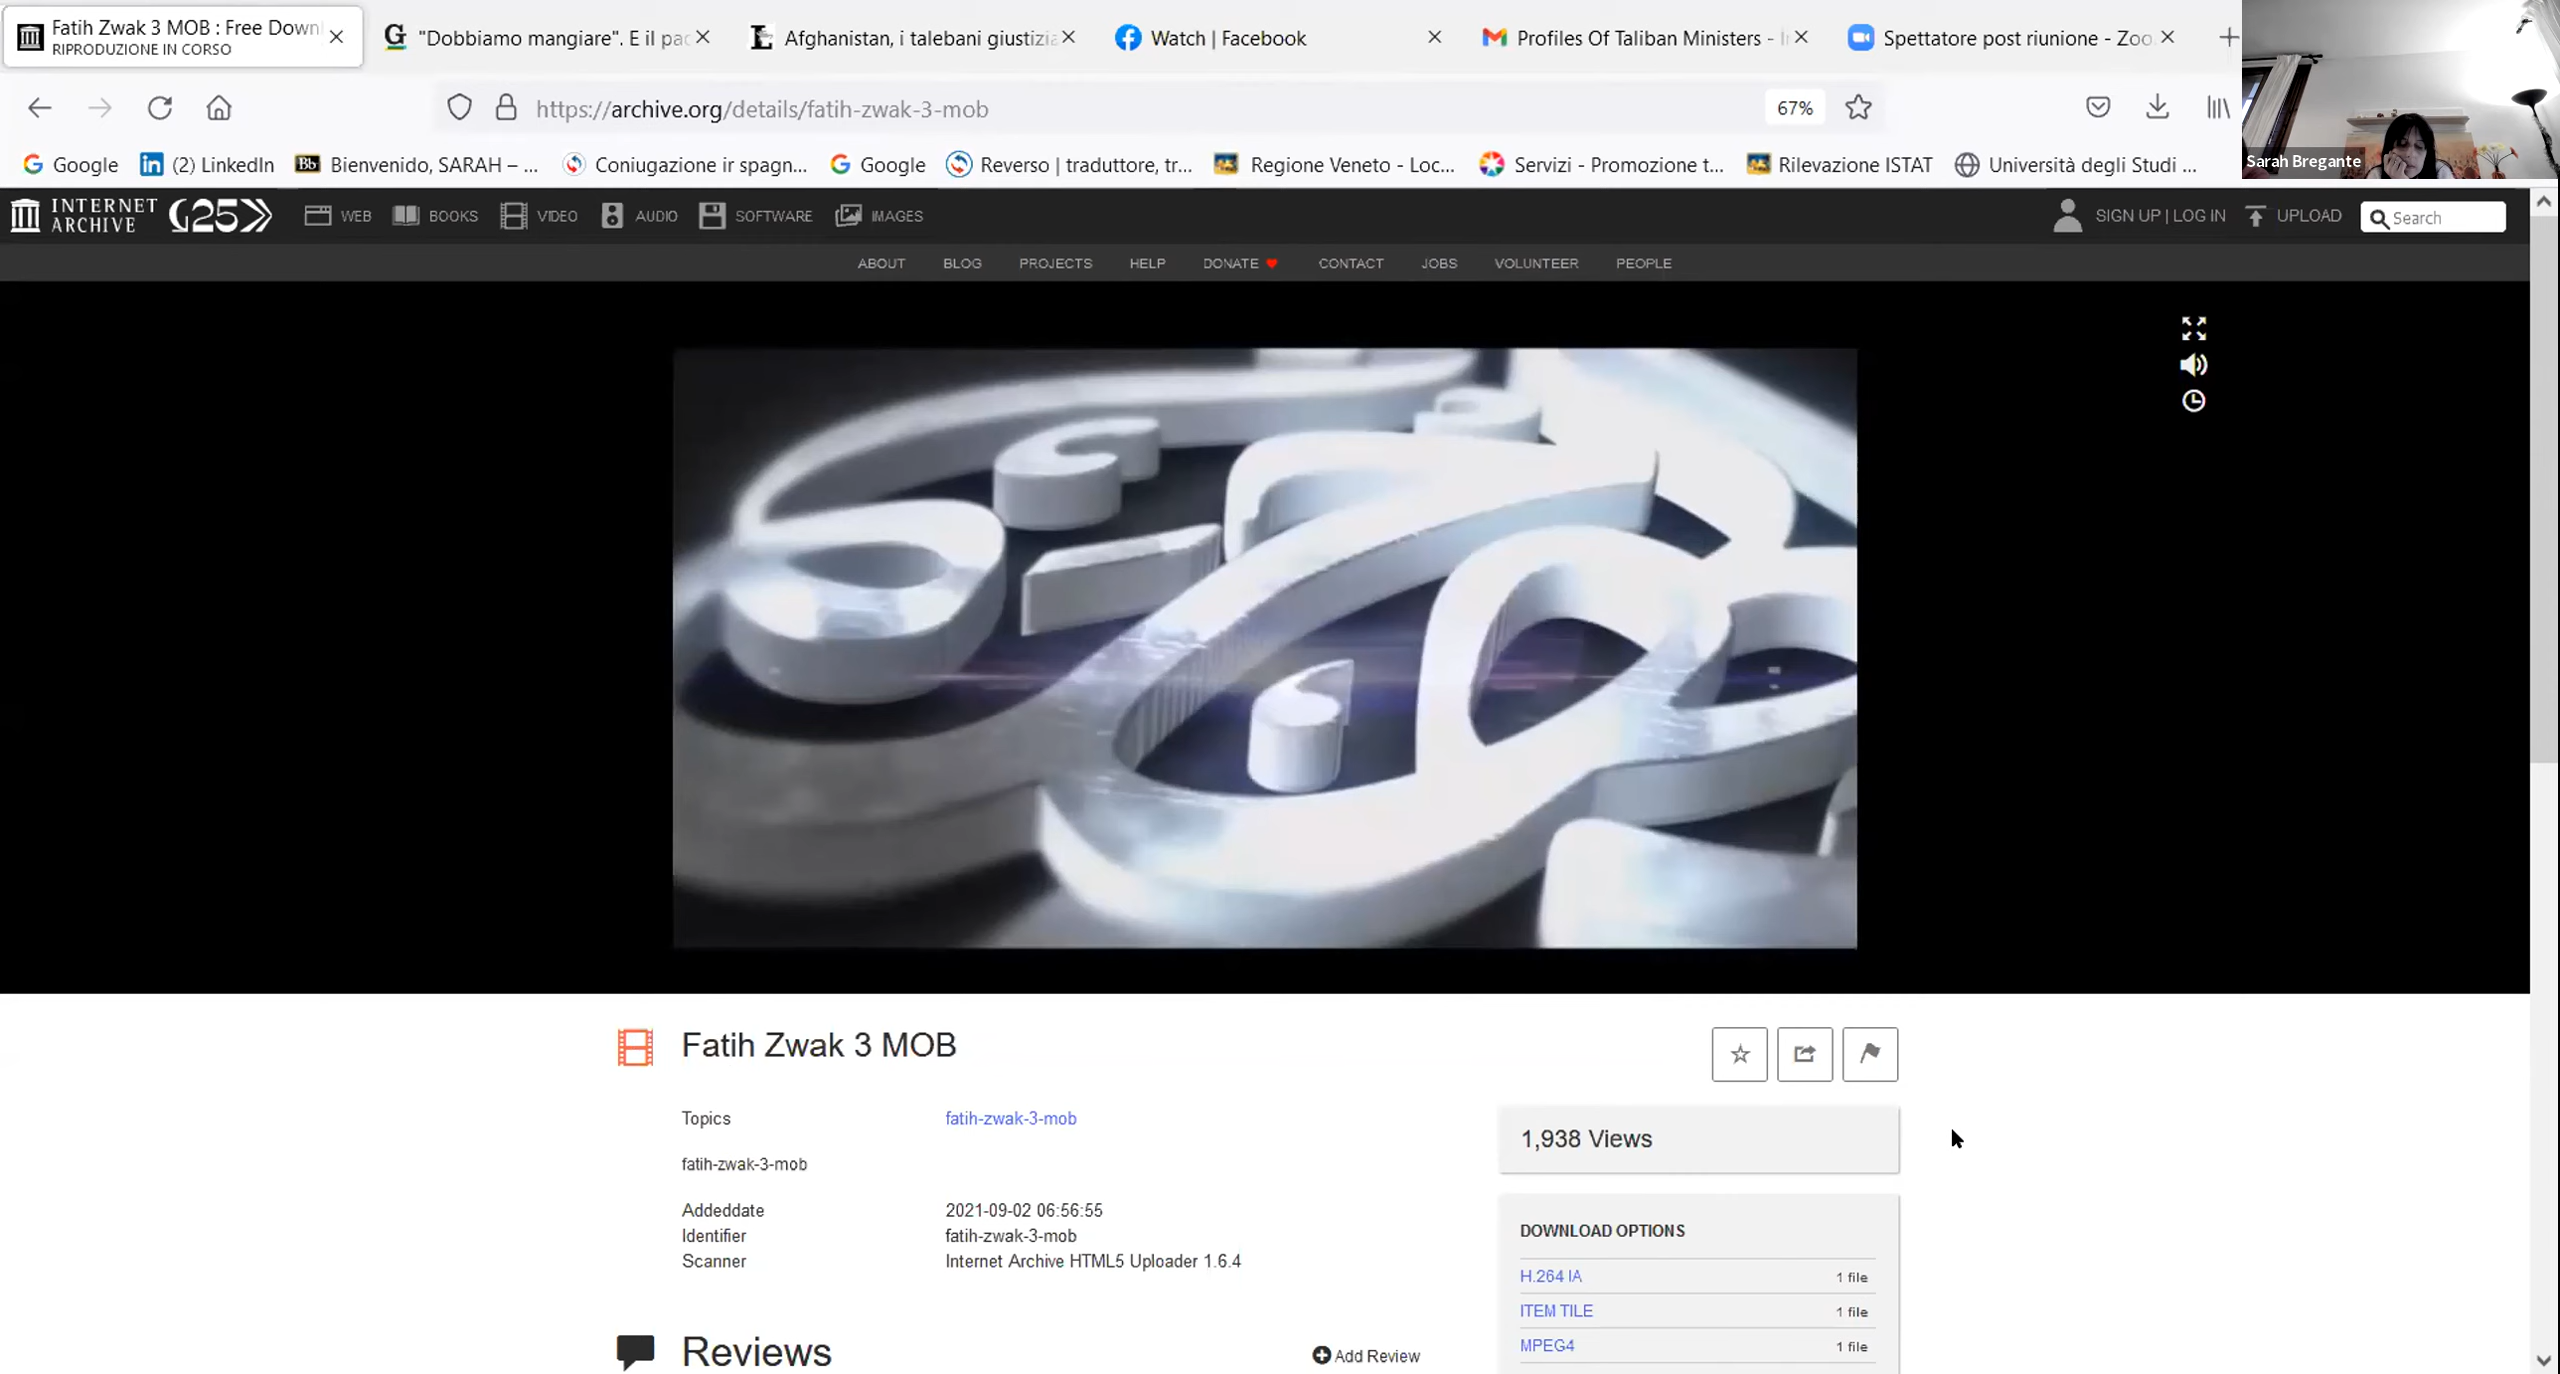 Fatih Zwak 3 MOB : Free Downl
RIPRODUZIONE IN CORSO
"Dobbiamo mangiare". E il pa
Afghanistan, i talebani giustizia
Watch | Facebook
Profiles Of Taliban Ministers -
Spettatore post riunione - Zoo
https://archive.org/details/fatih-zwak-3-mob
67%
Google
(2) LinkedIn
Bb
Bienvenido, SARAH – ...
Coniugazione ir spagn...
Google
Reverso | traduttore, tr...
Regione Veneto - Loc...
Servizi - Promozione t...
Rilevazione ISTAT
Università degli Studi ...
Sarah Bregante
INTERNET
ARCHIVE
25
WEB
BOOKS
VIDEO
AUDIO
SOFTWARE
IMAGES
SIGN UP | LOG IN
UPLOAD
Search
ABOUT
BLOG
PROJECTS
HELP
DONATE
CONTACT
JOBS
VOLUNTEER
PEOPLE
Fatih Zwak 3 MOB
Topics fatih-zwak-3-mob
fatih-zwak-3-mob
Addeddate 2021-09-02 06:56:55
Identifier fatih-zwak-3-mob
Scanner Internet Archive HTML5 Uploader 1.6.4
Reviews
Add Review
1,938 Views
DOWNLOAD OPTIONS
H.264 IA 1 file
ITEM TILE 1 file
MPEG4 1 file